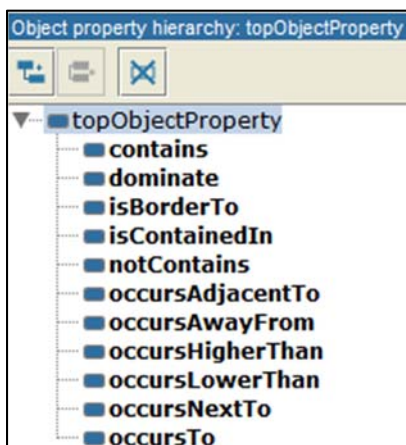 Object property hierarchy: topObjectProperty
topObjectProperty
contains
dominate
isBorderTo
isContainedIn
notContains
occursAdjacentTo
occursAwayFrom
occursHigherThan
occursLowerThan
occursNextTo
occursTo